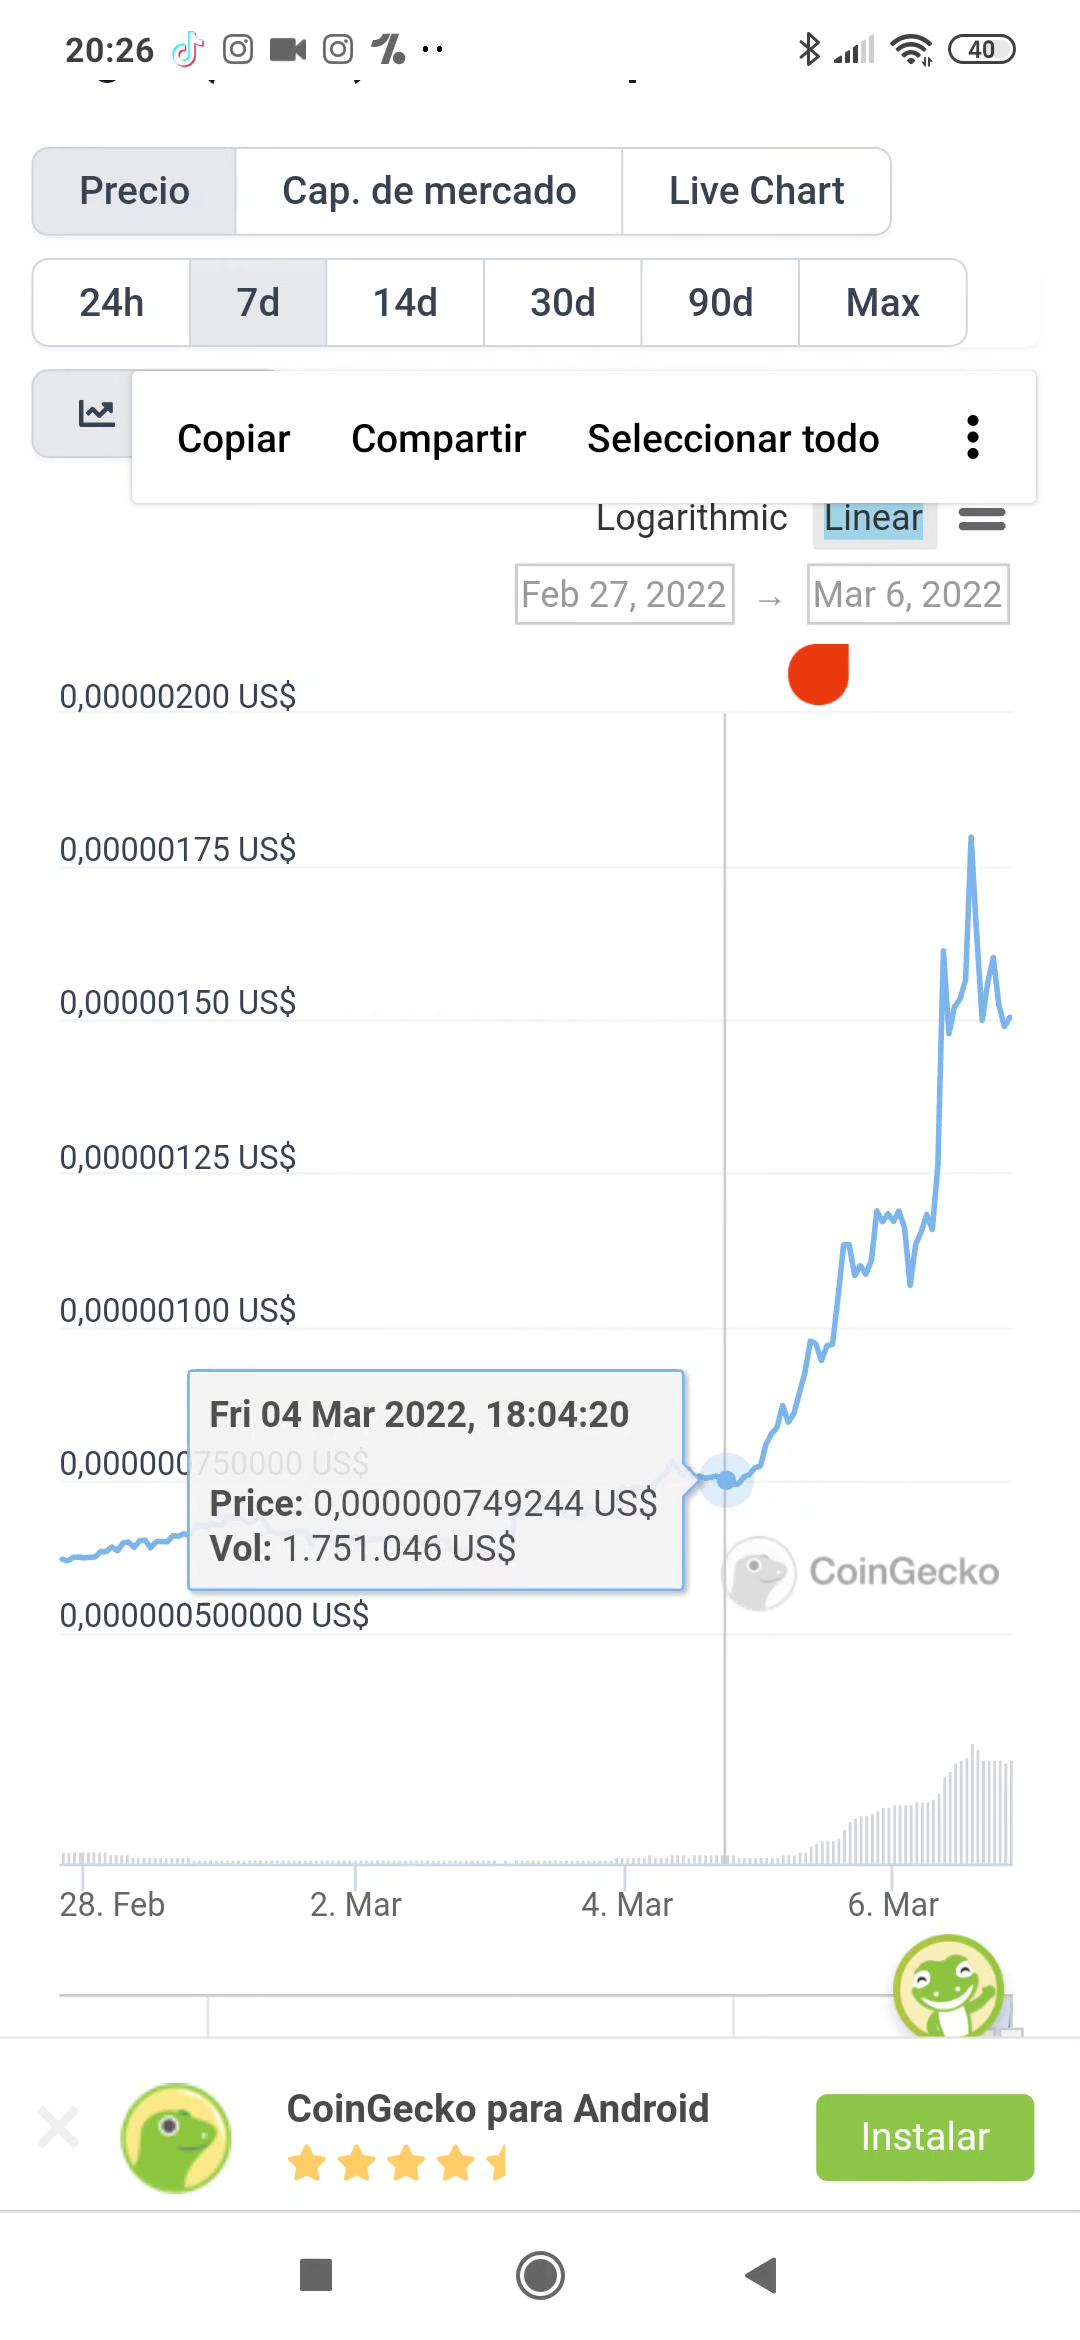 20:26
40
Precio Cap. de mercado Live Chart
24h 7d 14d 30d 90d Max
Copiar Compartir Seleccionar todo
Logarithmic Linear
Feb 27, 2022 → Mar 6, 2022
0,00000200 US$
0,00000175 US$
0,00000150 US$
0,00000125 US$
0,00000100 US$
0,000000750000 US$
Fri 04 Mar 2022, 18:04:20
Price: 0,000000749244 US$
Vol: 1.751.046 US$
CoinGecko
0,000000500000 US$
28. Feb 2. Mar 4. Mar 6. Mar
CoinGecko para Android
Instalar